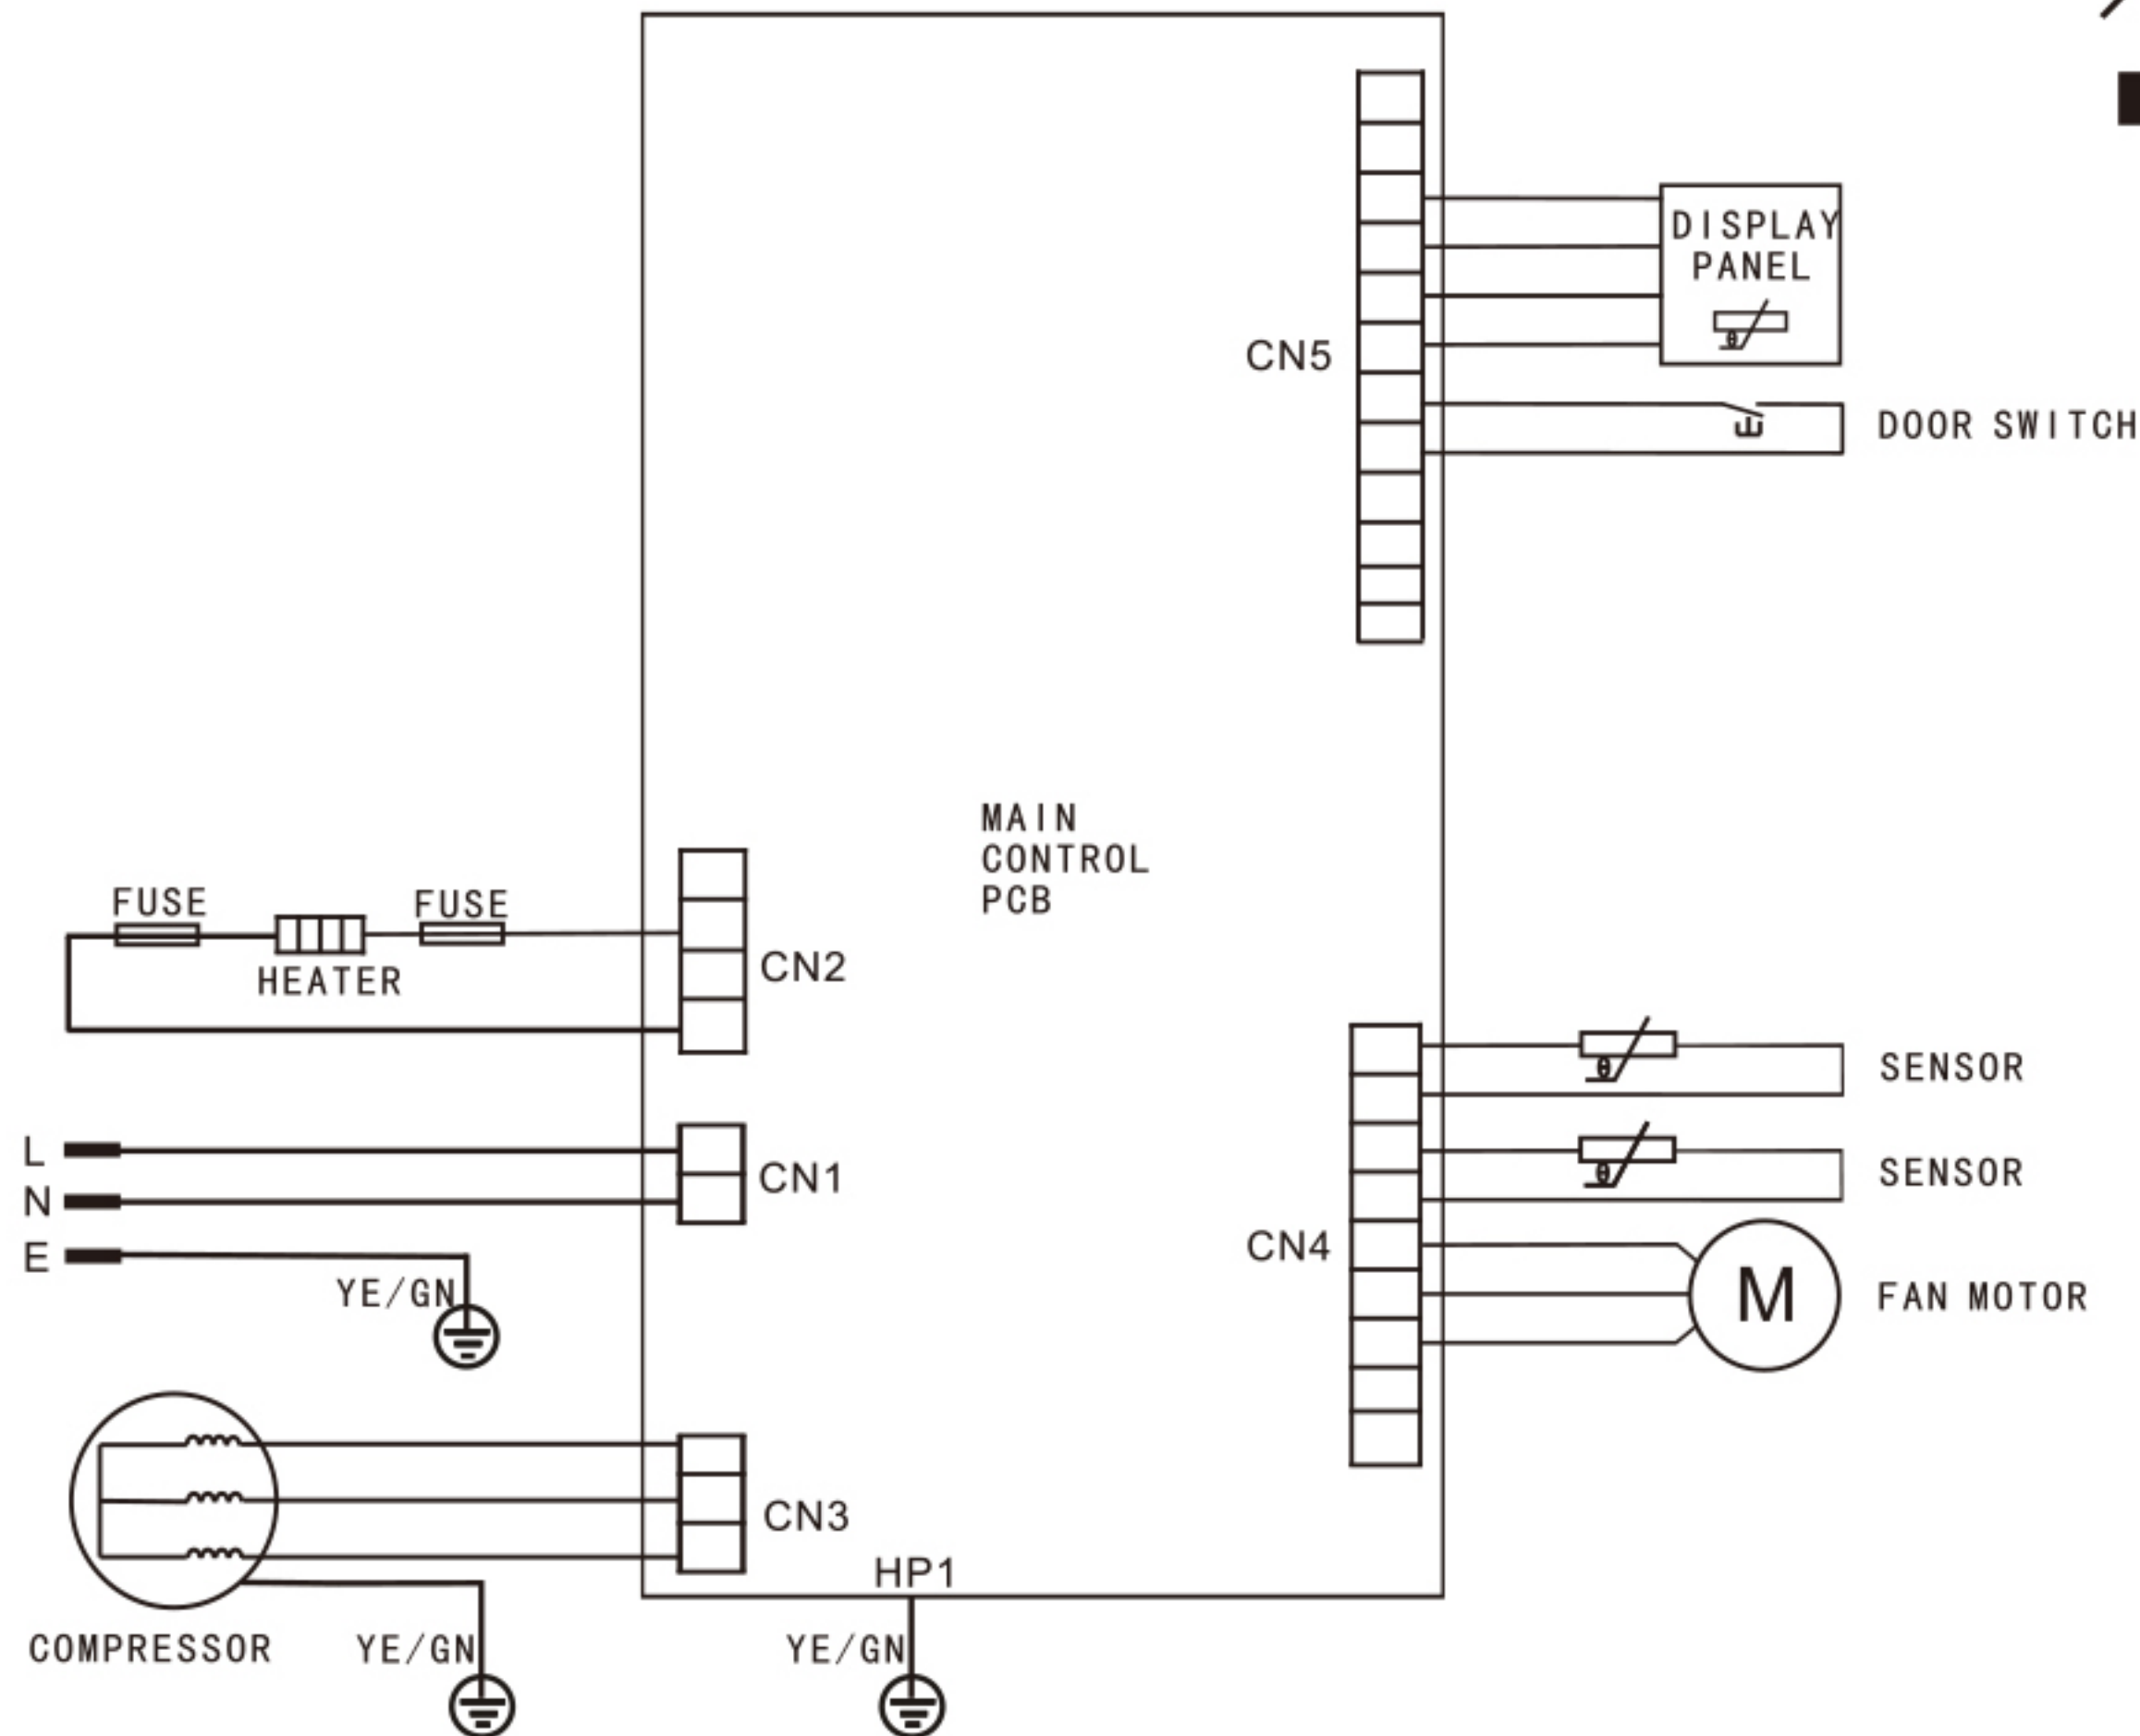 DISPLAY
PANEL
θ
CN5
DOOR SWITCH
MAIN
CONTROL
PCB
FUSE
FUSE
HEATER
CN2
θ
SENSOR
L
N
E
CN1
θ
SENSOR
CN4
YE/GN
M
FAN MOTOR
CN3
HP1
COMPRESSOR
YE/GN
YE/GN